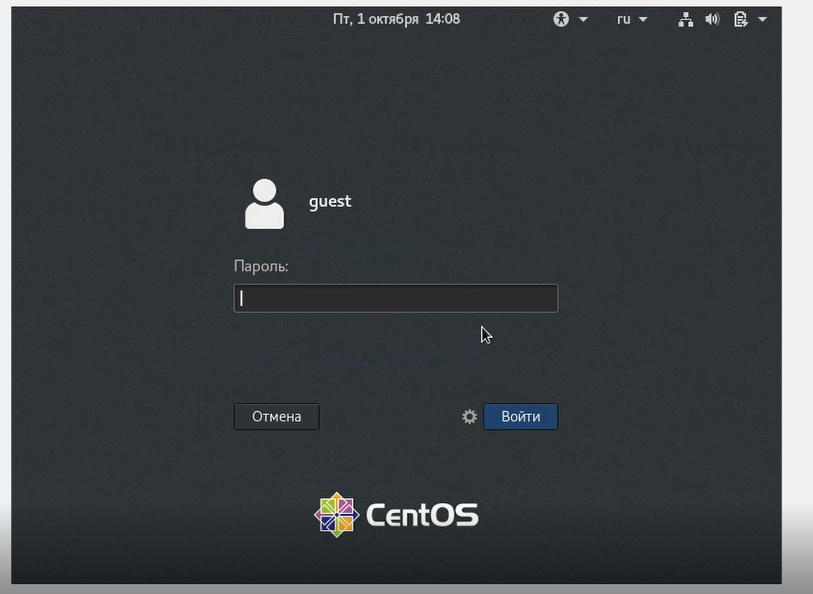 Пт, 1 октября 14:08
ru
guest
Пароль:
Отмена
Войти
CentOS